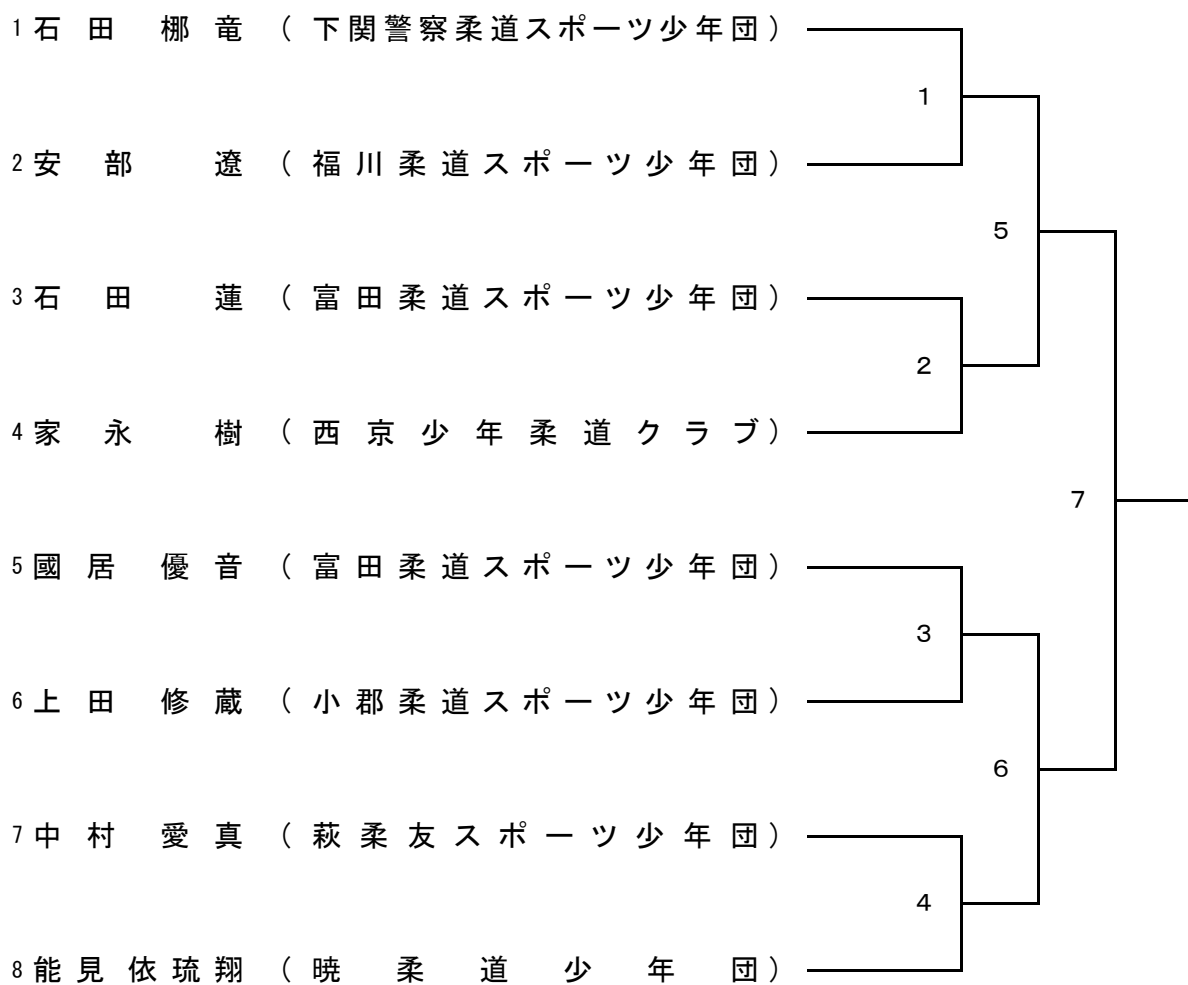 1 石田 梛竜 (下関警察柔道スポーツ少年団)
1
2 安部 遼 (福川柔道スポーツ少年団)
5
3 石田 蓮 (富田柔道スポーツ少年団)
2
4 家永 樹 (西京少年柔道クラブ)
7
5 國居 優音 (富田柔道スポーツ少年団)
3
6 上田 修蔵 (小郡柔道スポーツ少年団)
6
7 中村 愛真 (萩柔友スポーツ少年団)
4
8 能見 依琉翔 (暁柔道少年団)